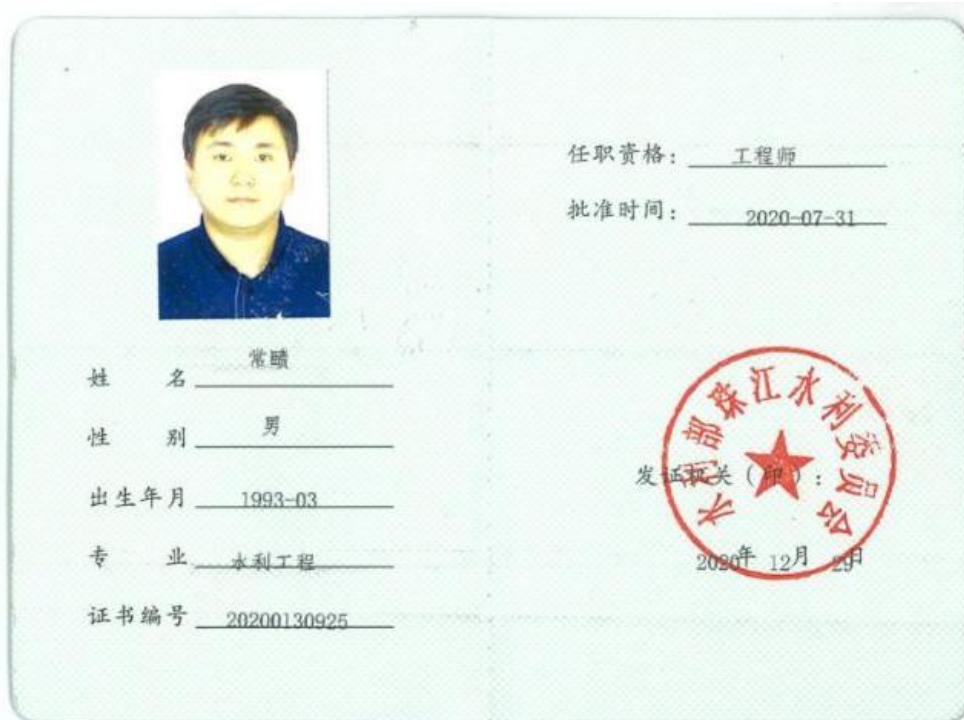 姓名 常赜
性别 男
出生年月 1993-03
专业 水利工程
证书编号 20200130925
任职资格： 工程师
批准时间： 2020-07-31
水利部珠江水利委员会
发证机关（印）：
2020年 12月 29日